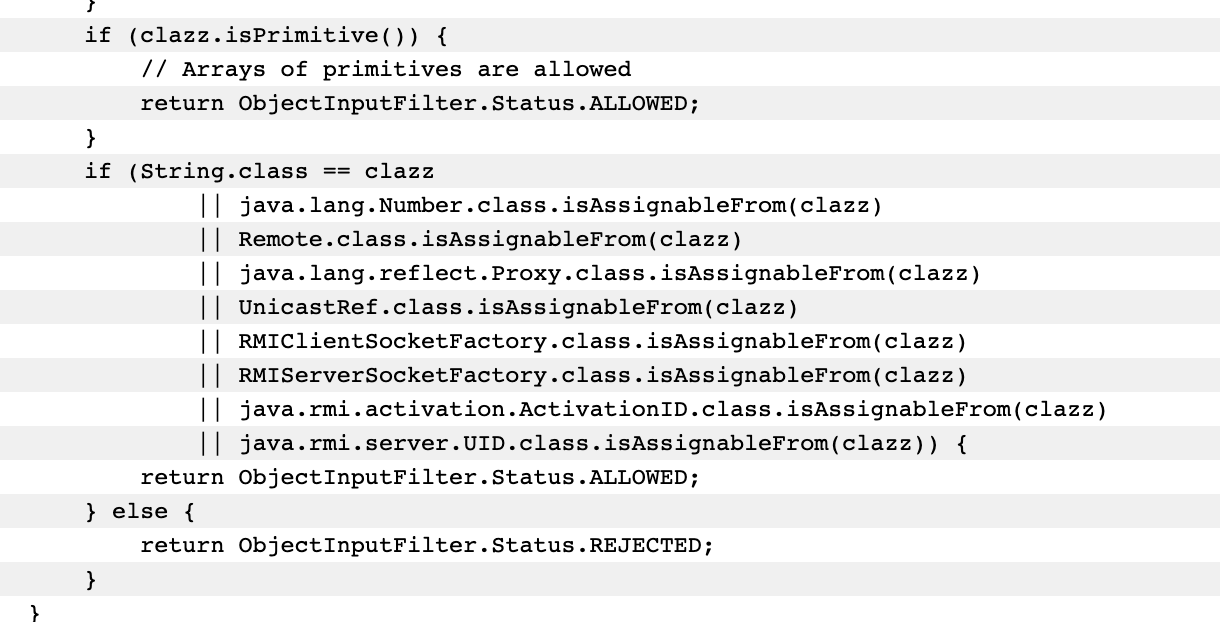 }
if (clazz.isPrimitive()) {
// Arrays of primitives are allowed
return ObjectInputFilter.Status.ALLOWED;
}
if (String.class == clazz
|| java.lang.Number.class.isAssignableFrom(clazz)
|| Remote.class.isAssignableFrom(clazz)
|| java.lang.reflect.Proxy.class.isAssignableFrom(clazz)
|| UnicastRef.class.isAssignableFrom(clazz)
|| RMIClientSocketFactory.class.isAssignableFrom(clazz)
|| RMIServerSocketFactory.class.isAssignableFrom(clazz)
|| java.rmi.activation.ActivationID.class.isAssignableFrom(clazz)
|| java.rmi.server.UID.class.isAssignableFrom(clazz)) {
return ObjectInputFilter.Status.ALLOWED;
} else {
return ObjectInputFilter.Status.REJECTED;
}
}